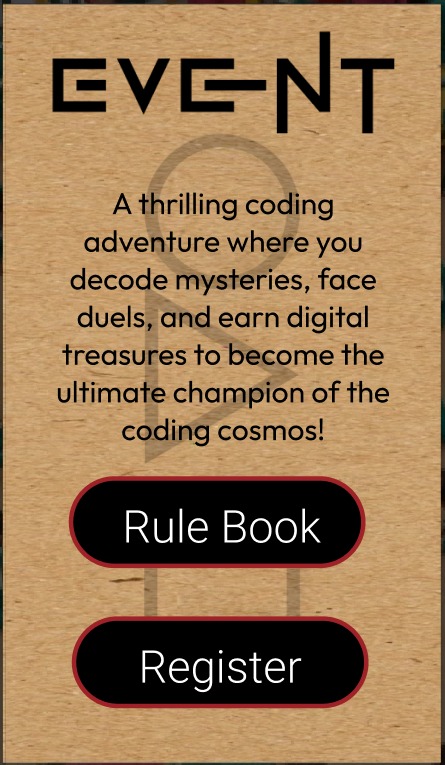 EVENT
A thrilling coding
adventure where you
decode mysteries, face
duels, and earn digital
treasures to become the
ultimate champion of the
coding cosmos!
Rule Book
Register